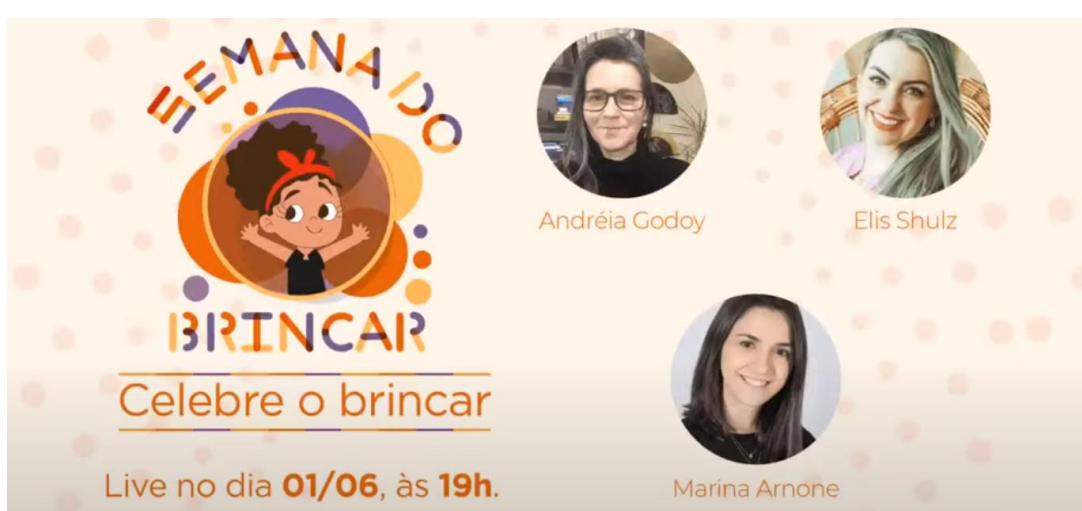 SEMANA DO
BRINCAR
Celebre o brincar
Live no dia 01/06, às 19h.
Andréia Godoy
Elis Shulz
Marina Arnone